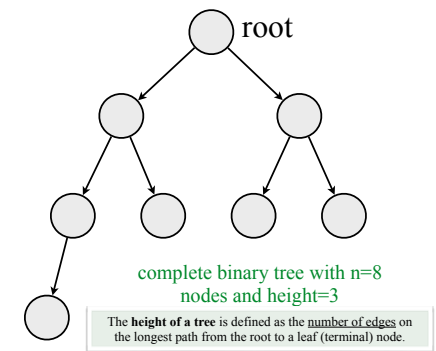 root
complete binary tree with n=8
nodes and height=3
The height of a tree is defined as the number of edges on
the longest path from the root to a leaf (terminal) node.